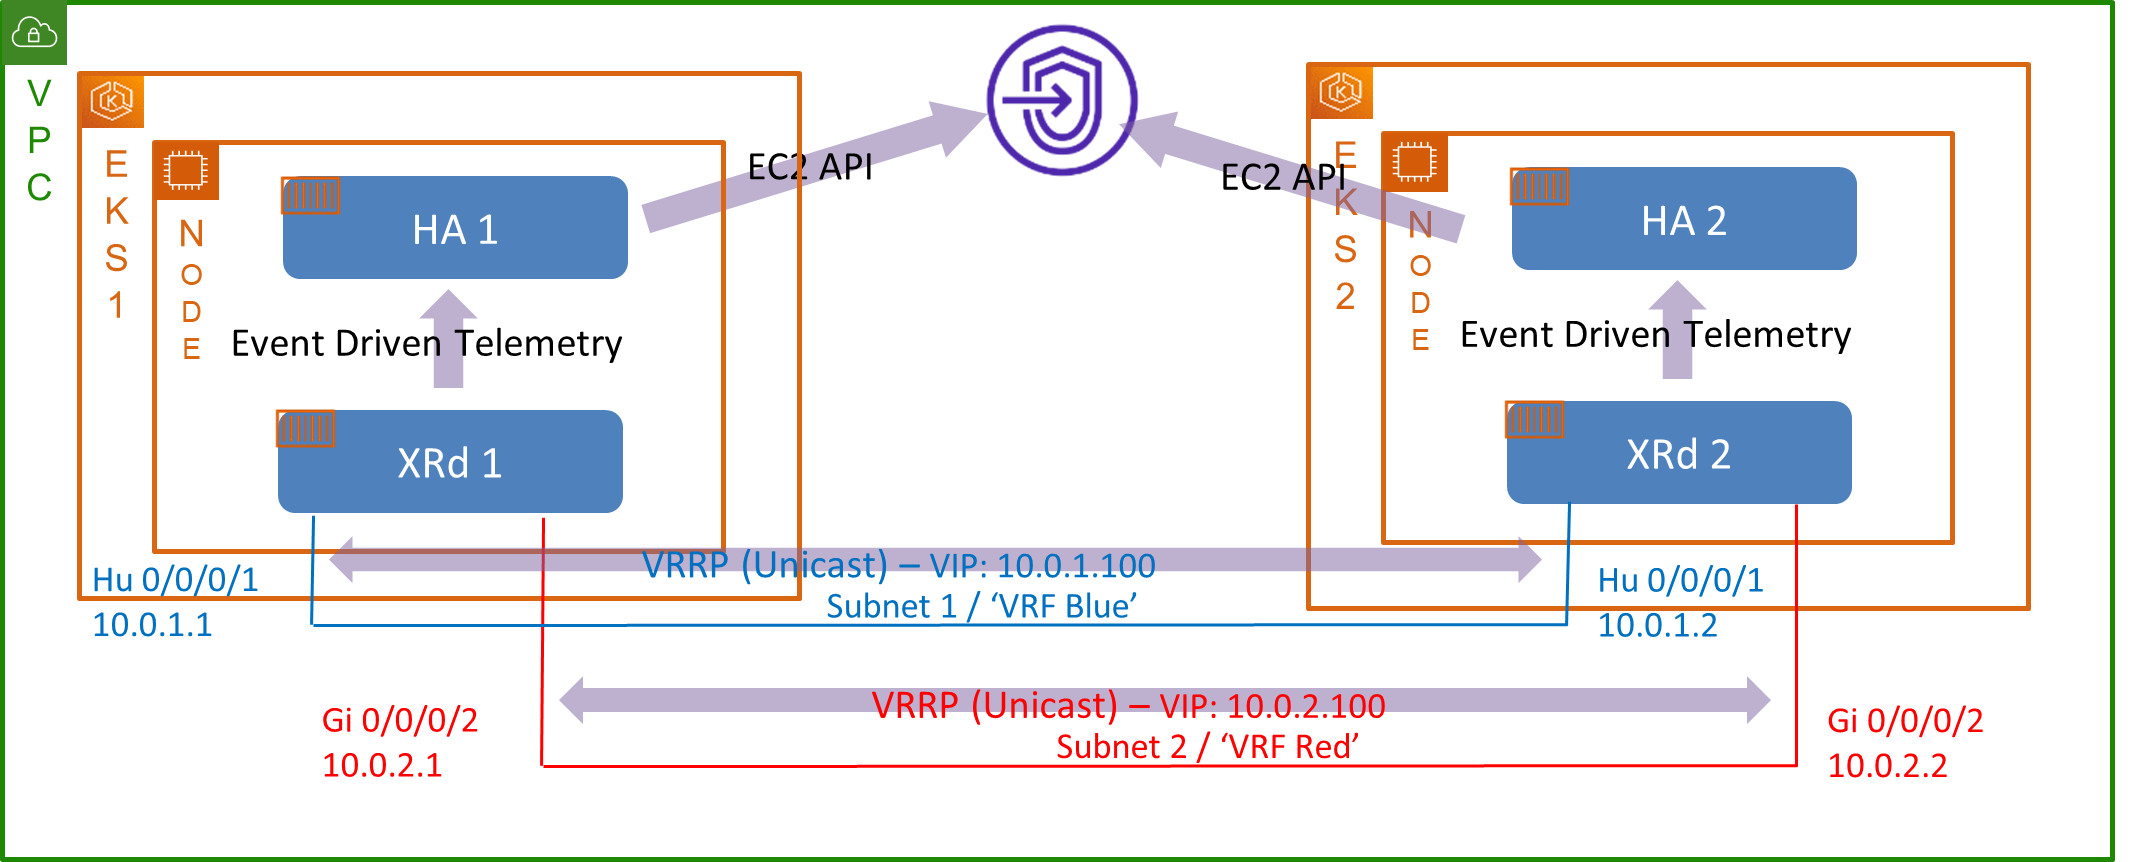 VPC
EKS1
NODE
HA 1
EC2 API
Event Driven Telemetry
XRd 1
EC2 API
EKS2
NODE
HA 2
Event Driven Telemetry
XRd 2
VRRP (Unicast) – VIP: 10.0.1.100
Subnet 1 / ‘VRF Blue’
Hu 0/0/0/1
10.0.1.1
Hu 0/0/0/1
10.0.1.2
VRRP (Unicast) – VIP: 10.0.2.100
Subnet 2 / ‘VRF Red’
Gi 0/0/0/2
10.0.2.1
Gi 0/0/0/2
10.0.2.2